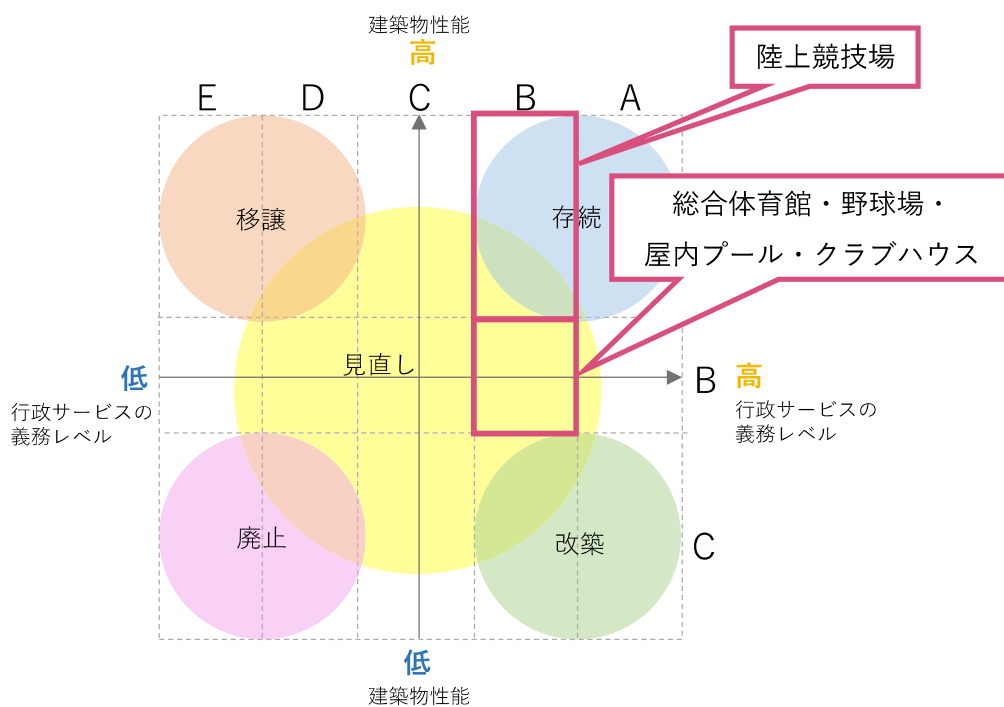 建築物性能
高
陸上競技場
E
D
C
B
A
総合体育館・野球場・
屋内プール・クラブハウス
移譲
存続
見直し
低
行政サービスの
義務レベル
B
高
行政サービスの
義務レベル
廃止
改築
C
低
建築物性能